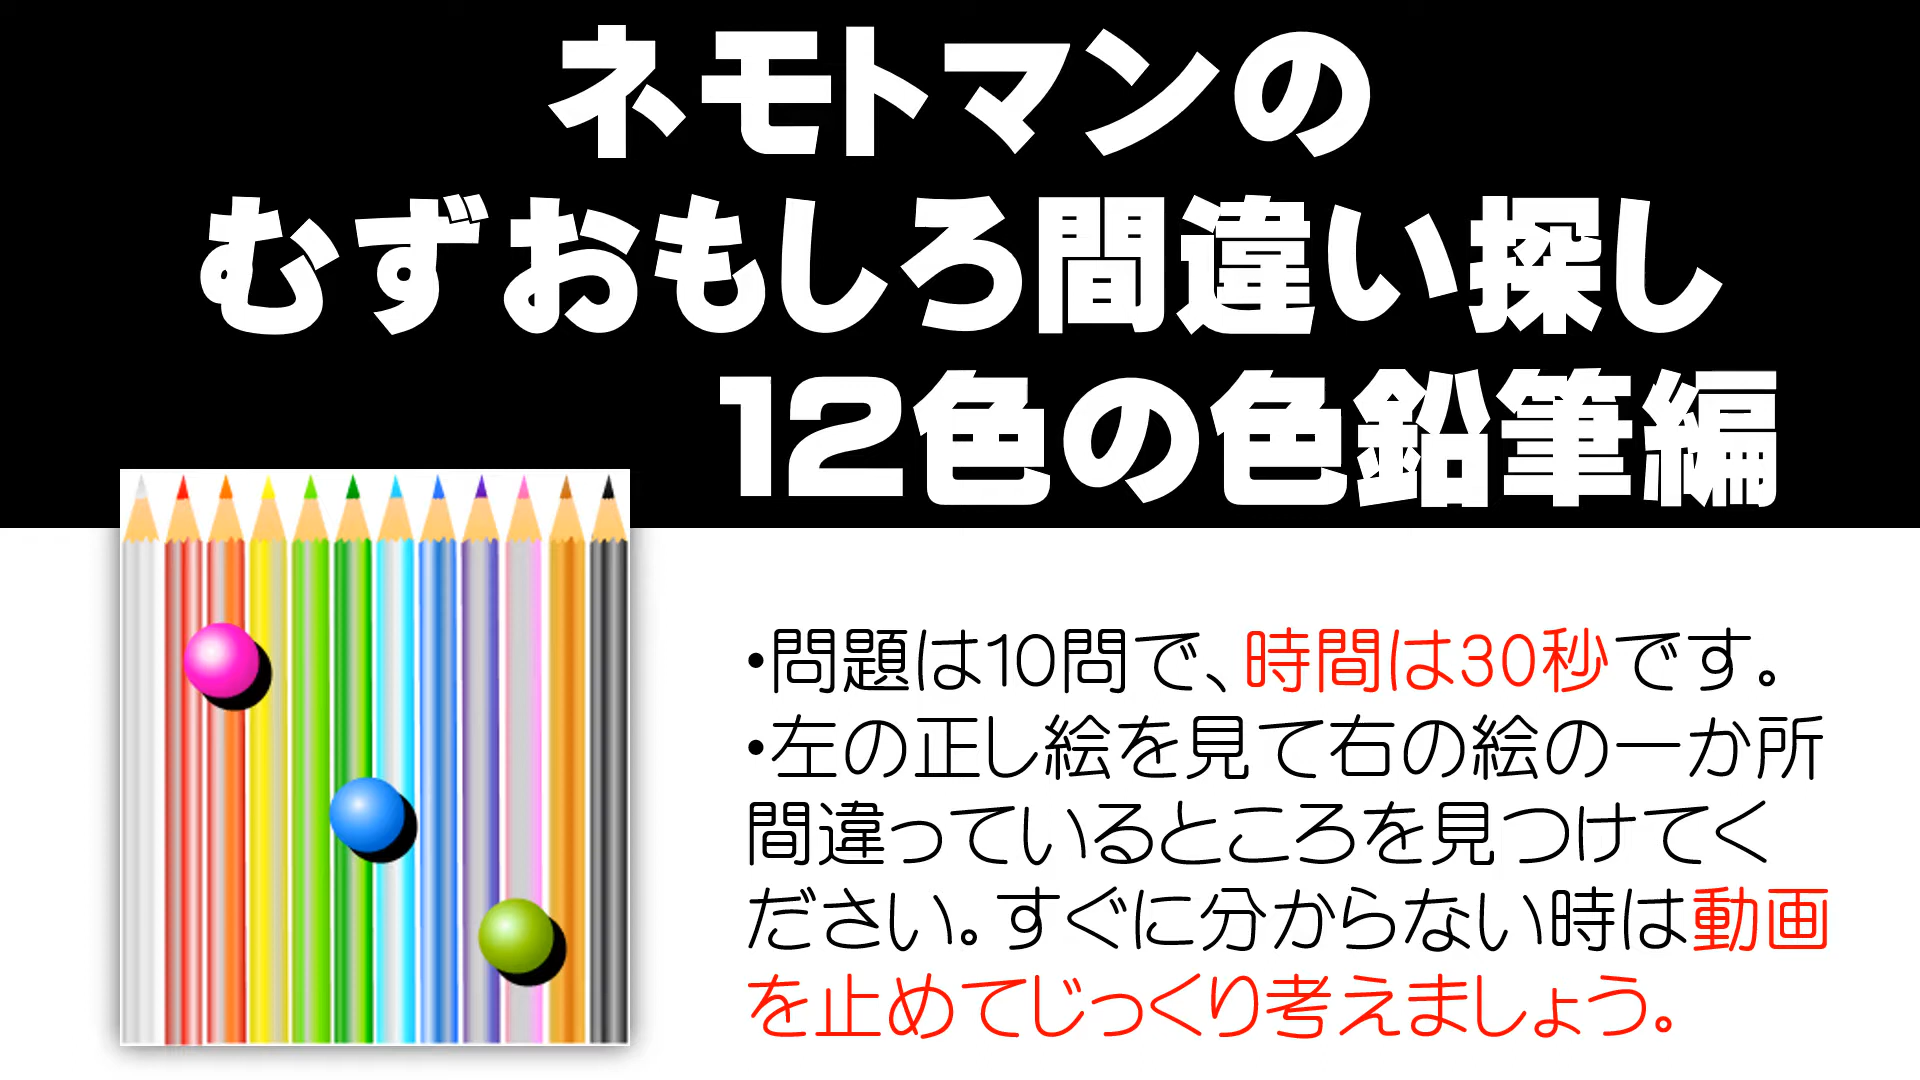 ネモトマンの
むずおもしろ間違い探し
12色の色鉛筆編
•問題は10問で、時間は30秒です。
•左の正し絵を見て右の絵の一か所
間違っているところを見つけてく
ださい。すぐに分からない時は動画
を止めてじっくり考えましょう。